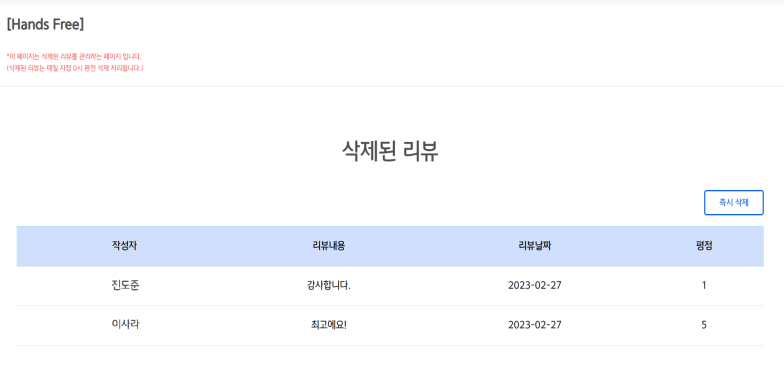 [Hands Free]
*이 페이지는 삭제된 리뷰를 관리하는 페이지 입니다.
(삭제된 리뷰는 매일 자정 0시 완전 삭제 처리됩니다.)
삭제된 리뷰
즉시 삭제
작성자 리뷰내용 리뷰날짜 평점
진도준 감사합니다. 2023-02-27 1
이사라 최고에요! 2023-02-27 5